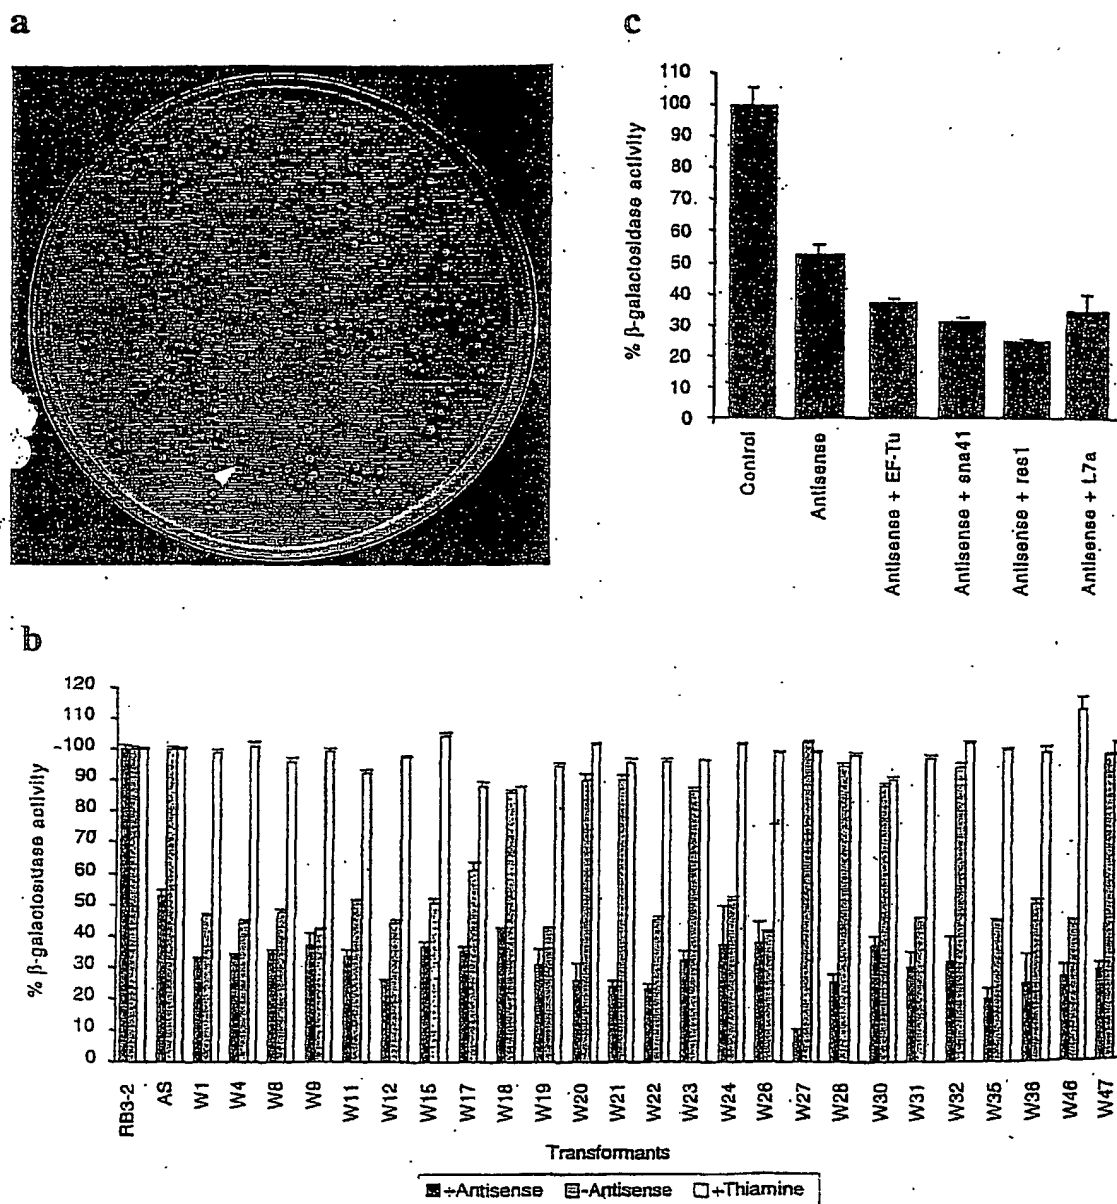 a
c
110
100
90
80
70
60
50
40
30
20
10
0
% β-galactosidase activity
Control
Antisense
Antisense + EF-Tu
Antisense + sna41
Antisense + res1
Antisense + L7a
b
120
110
100
90
80
70
60
50
40
30
20
10
0
% β-galactosidase activity
RB3-2
AS
W1
W4
W8
W9
W11
W12
W15
W17
W18
W19
W20
W21
W22
W23
W24
W26
W27
W28
W30
W31
W32
W35
W36
W46
W47
Transformants
+Antisense -Antisense +Thiamine